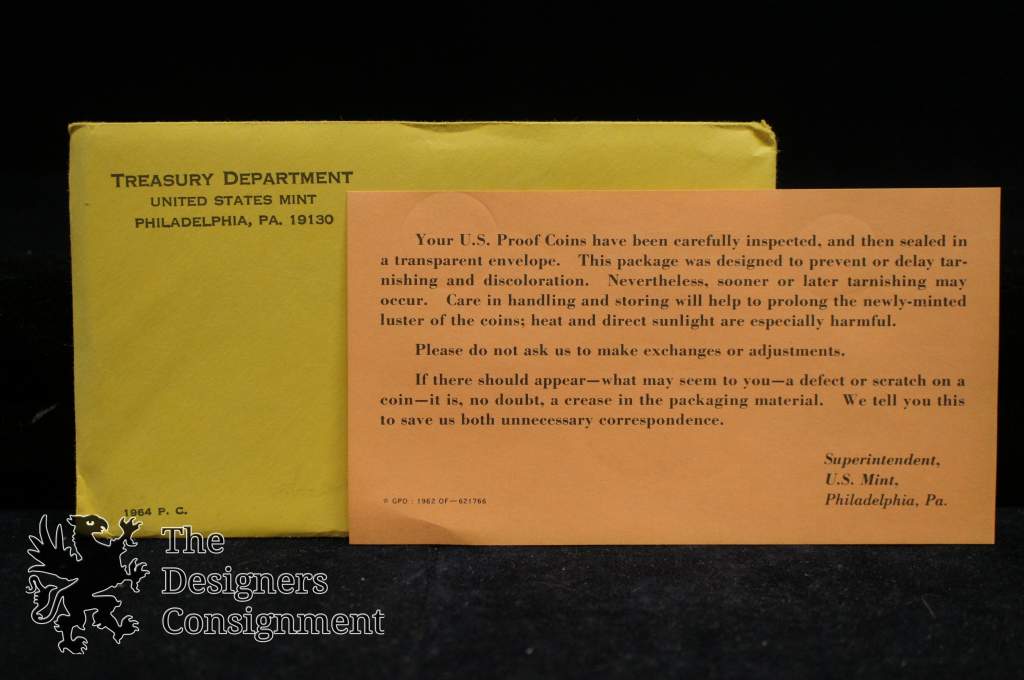 TREASURY DEPARTMENT
UNITED STATES MINT
PHILADELPHIA, PA. 19130
1964 P. C.
Your U.S. Proof Coins have been carefully inspected, and then sealed in
a transparent envelope. This package was designed to prevent or delay tar-
nishing and discoloration. Nevertheless, sooner or later tarnishing may
occur. Care in handling and storing will help to prolong the newly-minted
luster of the coins; heat and direct sunlight are especially harmful.
Please do not ask us to make exchanges or adjustments.
If there should appear—what may seem to you—a defect or scratch on a
coin—it is, no doubt, a crease in the packaging material. We tell you this
to save us both unnecessary correspondence.
Superintendent,
U.S. Mint,
Philadelphia, Pa.
☆ GPO : 1962 OF—621766
The
Designers
Consignment